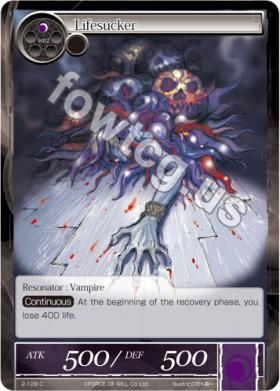 Lifesucker
fowtcg.us
Resonator : Vampire
Continuous At the beginning of the recovery phase, you
lose 400 life.
ATK 500/ DEF 500
2-128 C ©FORCE OF WILL Co.,Ltd.